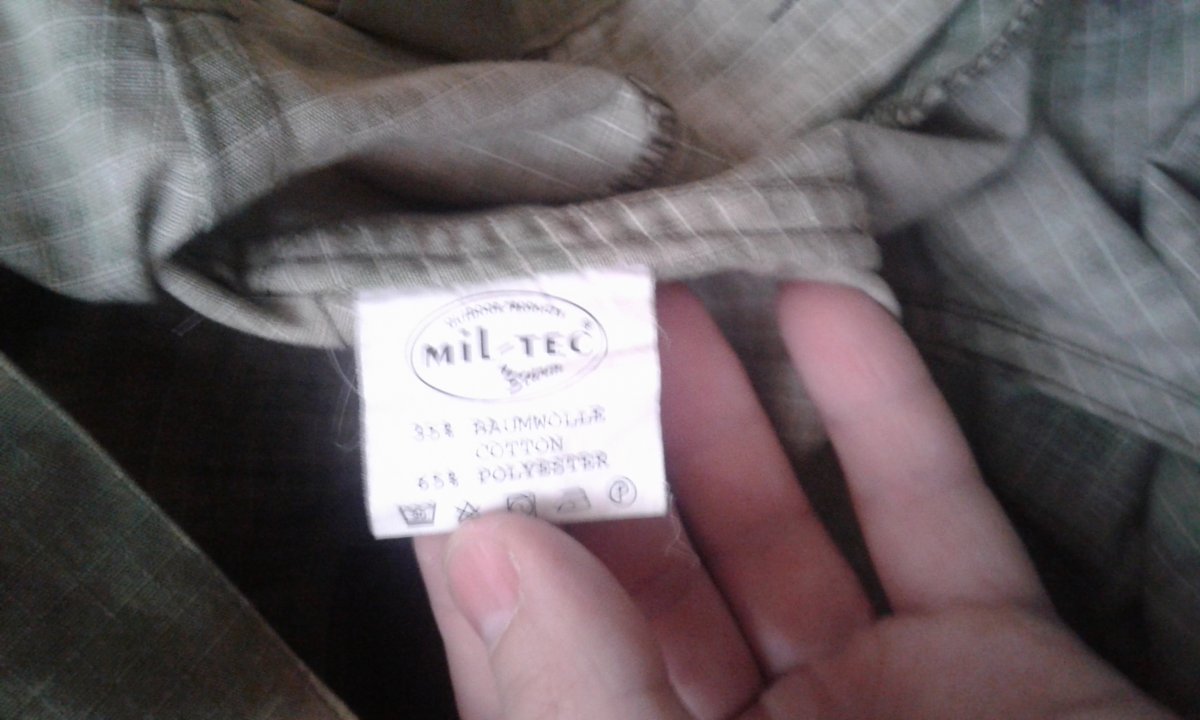 MiL-TEC®
35% BAUMWOLLE
COTTON
65% POLYESTER
P